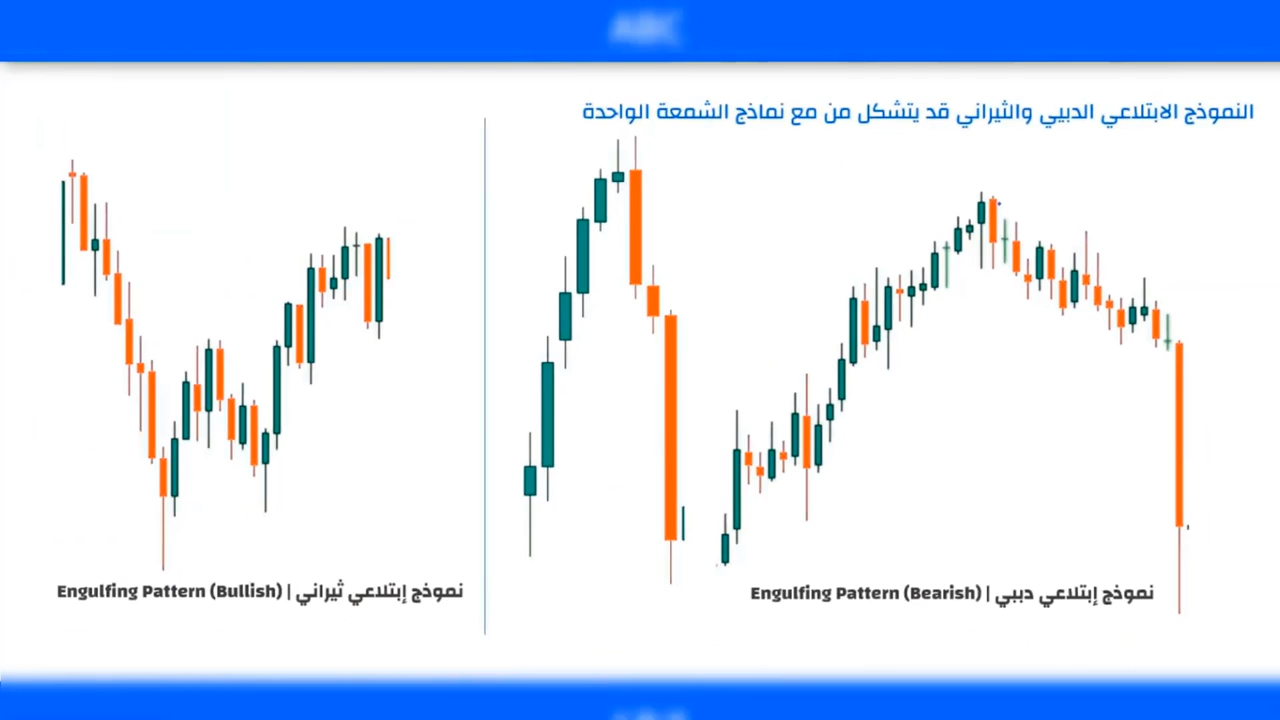 ABC
النموذج الابتلاعي الدببي والثيراني قد يتشكل من مع نماذج الشمعة الواحدة
Engulfing Pattern (Bullish) | نموذج إبتلاعي ثيراني
Engulfing Pattern (Bearish) | نموذج إبتلاعي دببي